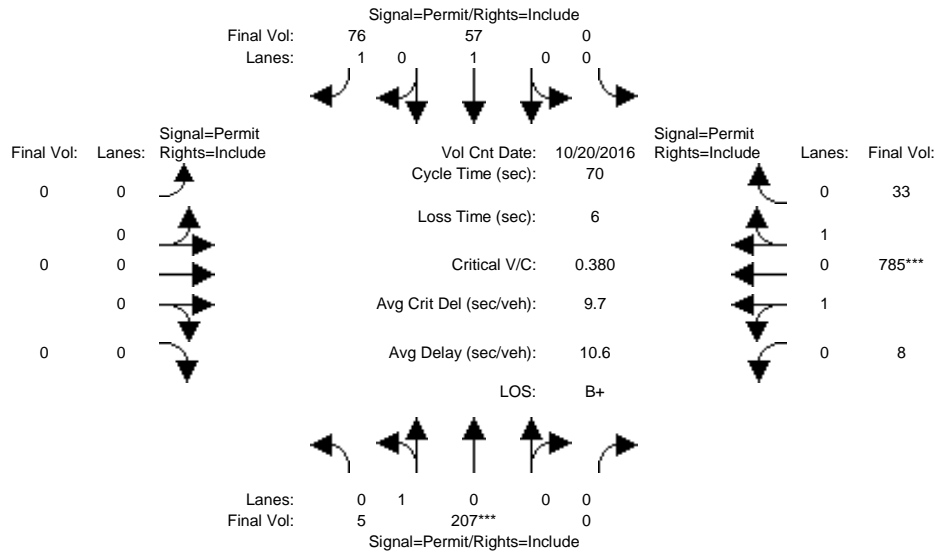 Signal=Permit/Rights=Include
Final Vol: 76 57 0
Lanes: 1 0 1 0 0
Signal=Permit Signal=Permit
Final Vol: Lanes: Rights=Include Vol Cnt Date: 10/20/2016 Rights=Include Lanes: Final Vol:
Cycle Time (sec): 70
0 0 0 33
Loss Time (sec): 6
0 1
0 0 Critical V/C: 0.380 0 785***
0 Avg Crit Del (sec/veh): 9.7 1
0 0 Avg Delay (sec/veh): 10.6 0 8
LOS: B+
Lanes: 0 1 0 0 0
Final Vol: 5 207*** 0
Signal=Permit/Rights=Include